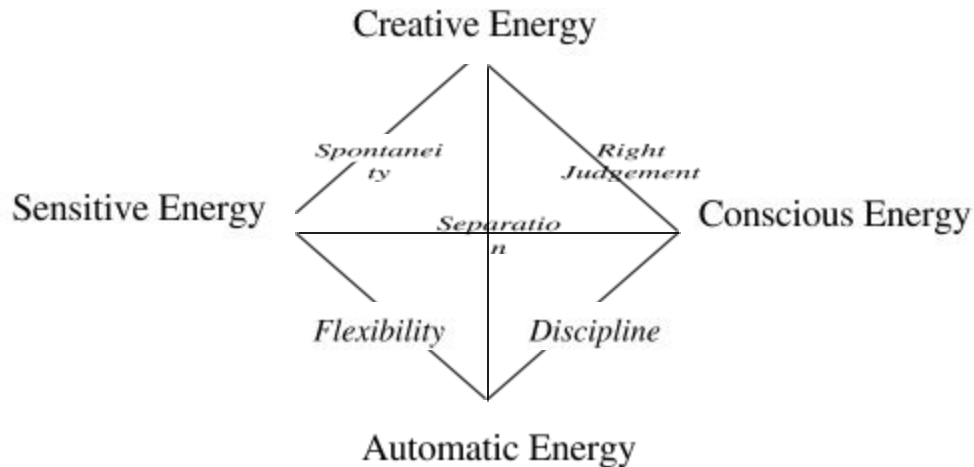 Creative Energy
Spontanei
ty
Right
Judgement
Sensitive Energy
Conscious Energy
Separatio
n
Flexibility
Discipline
Automatic Energy